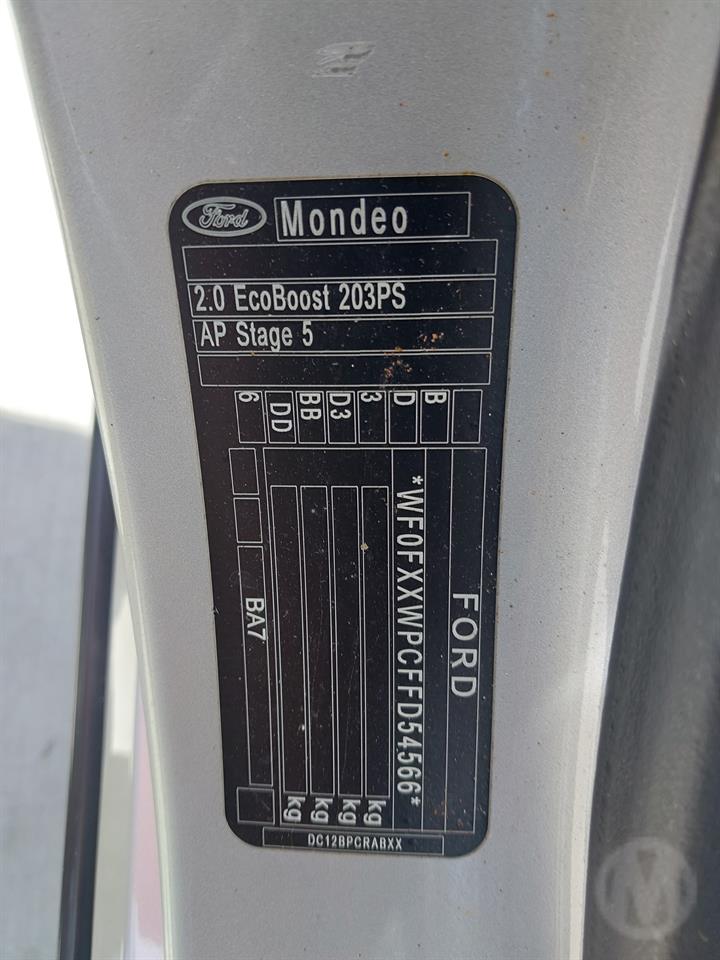 Ford
Mondeo
2.0 EcoBoost 203PS
AP Stage 5
B
D
3
D3
BB
DD
6
FORD
*WF0FXXWPCFFD54566*
kg
kg
kg
kg
BA7
DC12BPCRABXX
M